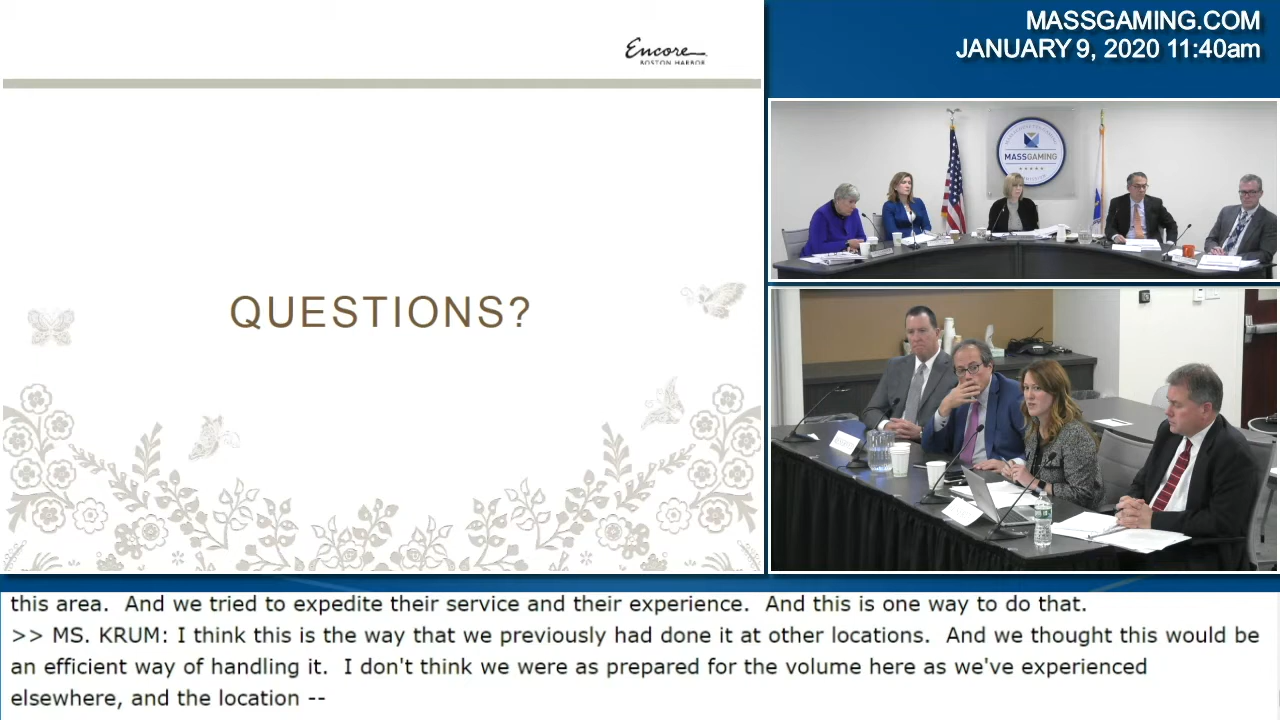 Encore
BOSTON HARBOR
QUESTIONS?
MASSGAMING.COM
JANUARY 9, 2020 11:40am
MASSGAMING
this area.  And we tried to expedite their service and their experience.  And this is one way to do that.
>> MS. KRUM: I think this is the way that we previously had done it at other locations.  And we thought this would be
an efficient way of handling it.  I don't think we were as prepared for the volume here as we've experienced
elsewhere, and the location --